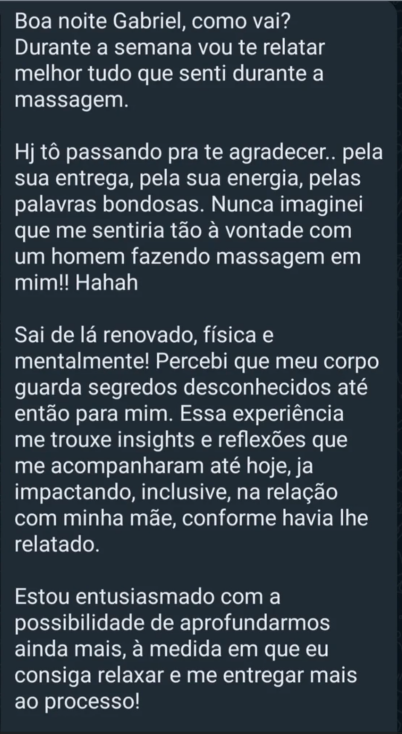 Boa noite Gabriel, como vai?
Durante a semana vou te relatar
melhor tudo que senti durante a
massagem.
Hj tô passando pra te agradecer.. pela
sua entrega, pela sua energia, pelas
palavras bondosas. Nunca imaginei
que me sentiria tão à vontade com
um homem fazendo massagem em
mim!! Hahah
Sai de lá renovado, física e
mentalmente! Percebi que meu corpo
guarda segredos desconhecidos até
então para mim. Essa experiência
me trouxe insights e reflexões que
me acompanharam até hoje, ja
impactando, inclusive, na relação
com minha mãe, conforme havia lhe
relatado.
Estou entusiasmado com a
possibilidade de aprofundarmos
ainda mais, à medida em que eu
consiga relaxar e me entregar mais
ao processo!